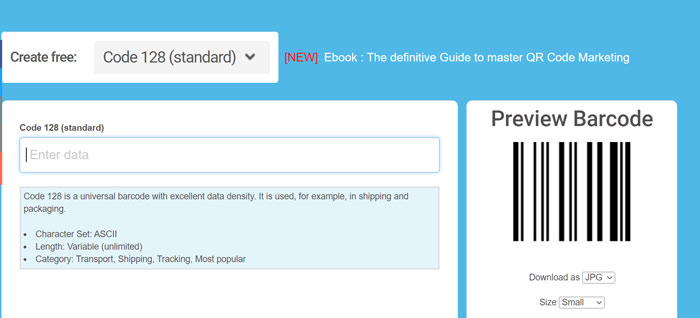 Create free: Code 128 (standard) [NEW] Ebook : The definitive Guide to master QR Code Marketing
Code 128 (standard)
Enter data
Code 128 is a universal barcode with excellent data density. It is used, for example, in shipping and
packaging.
• Character Set: ASCII
• Length: Variable (unlimited)
• Category: Transport, Shipping, Tracking, Most popular
Preview Barcode
Download as JPG
Size Small